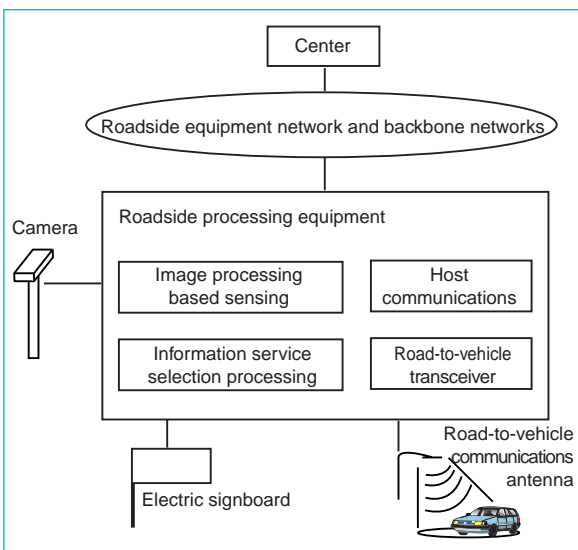 Center
Roadside equipment network and backbone networks
Roadside processing equipment
Camera
Image processing
based sensing
Host
communications
Information service
selection processing
Road-to-vehicle
transceiver
Road-to-vehicle
communications
antenna
Electric signboard